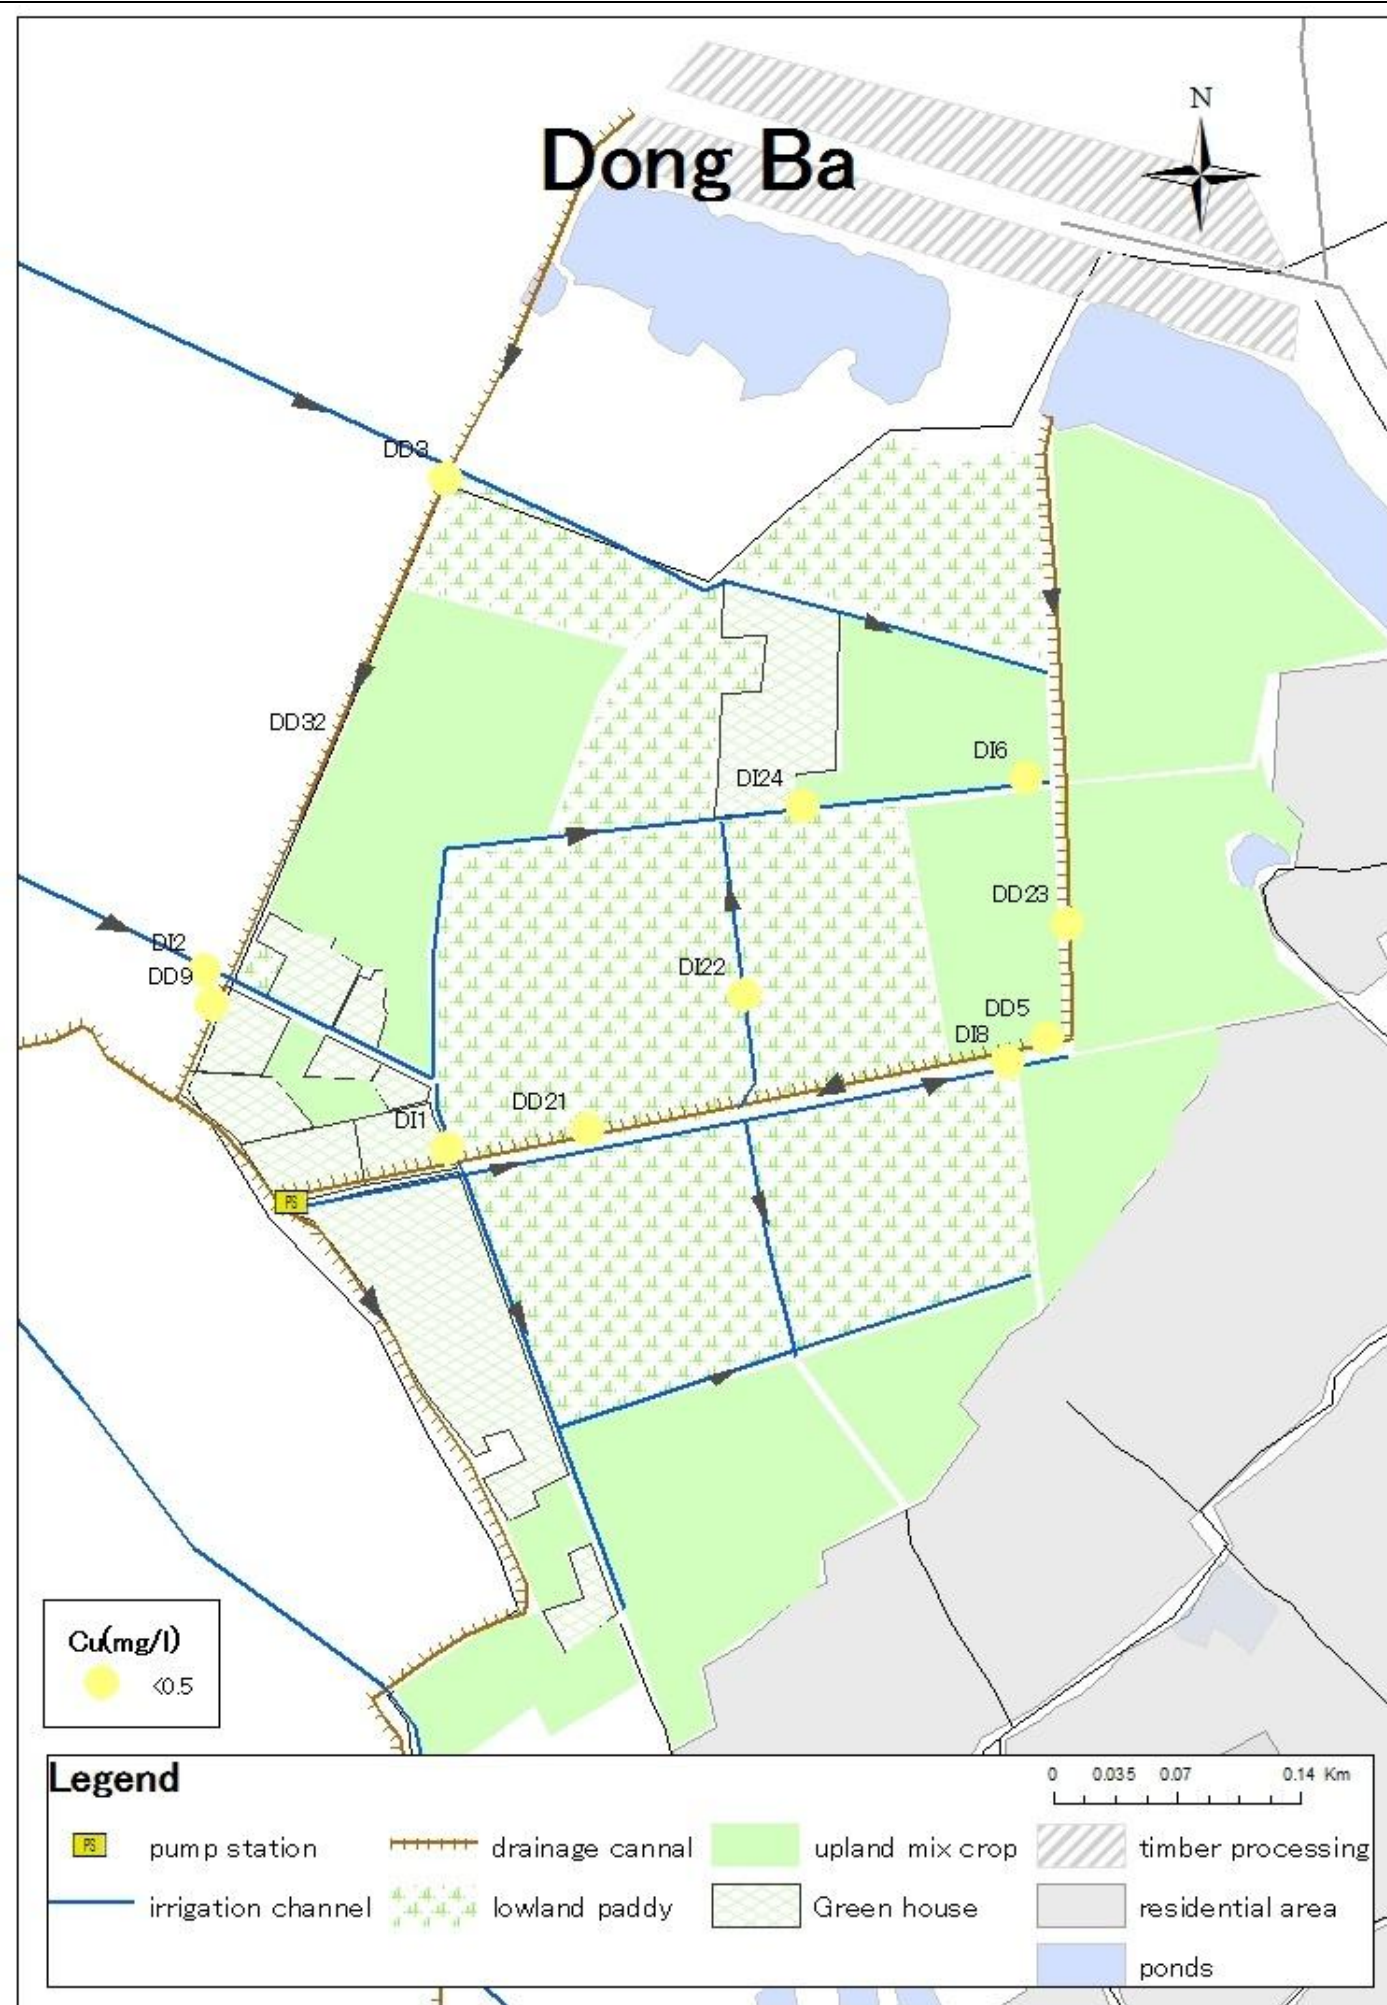 N
Dong Ba
DD3
DD32
DI6
DI24
DD23
DI2
DI22
DD9
DD5
DI8
DD21
DI1
PS
Cu(mg/l)
<0.5
Legend
0 0.035 0.07 0.14 Km
PS pump station drainage cannal upland mix crop timber processing
irrigation channel lowland paddy Green house residential area
ponds